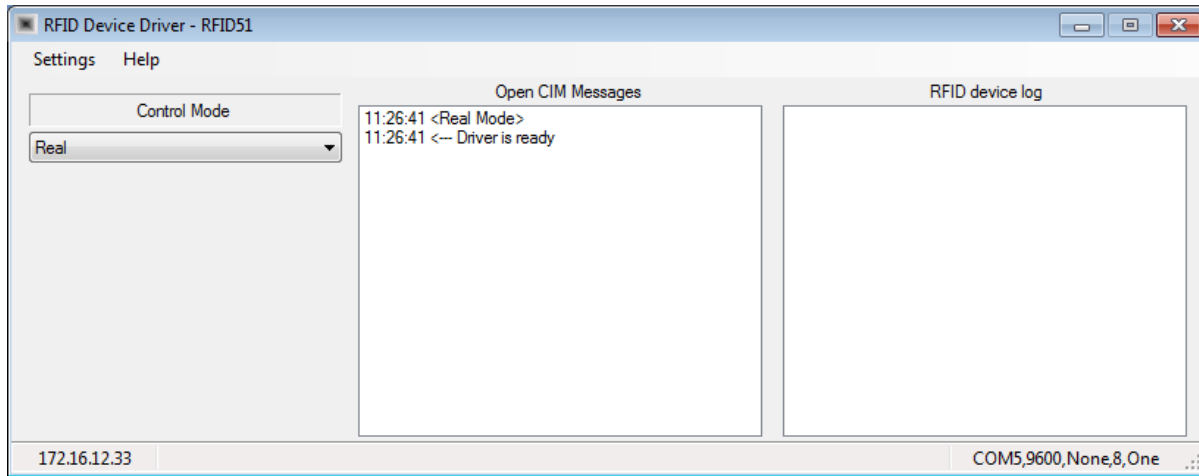 RFID Device Driver - RFID51
Settings Help
Control Mode
Real
Open CIM Messages
11:26:41 <Real Mode>
11:26:41 <--- Driver is ready
RFID device log
172.16.12.33
COM5,9600,None,8,One